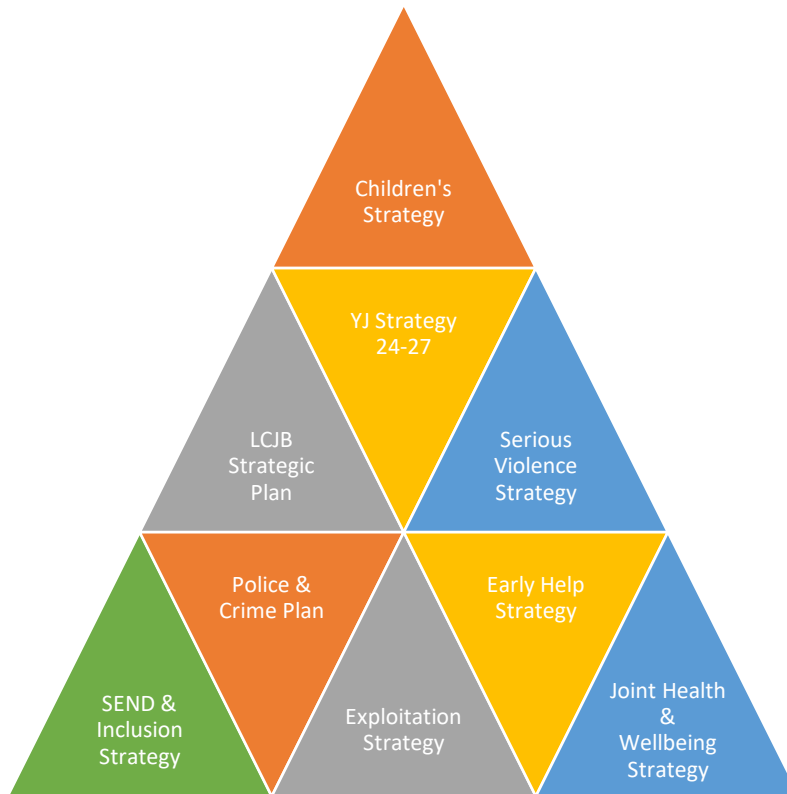 Children's
Strategy
YJ Strategy
24-27
LCJB
Strategic
Plan
Serious
Violence
Strategy
Police &
Crime Plan
Early Help
Strategy
SEND &
Inclusion
Strategy
Exploitation
Strategy
Joint Health
&
Wellbeing
Strategy